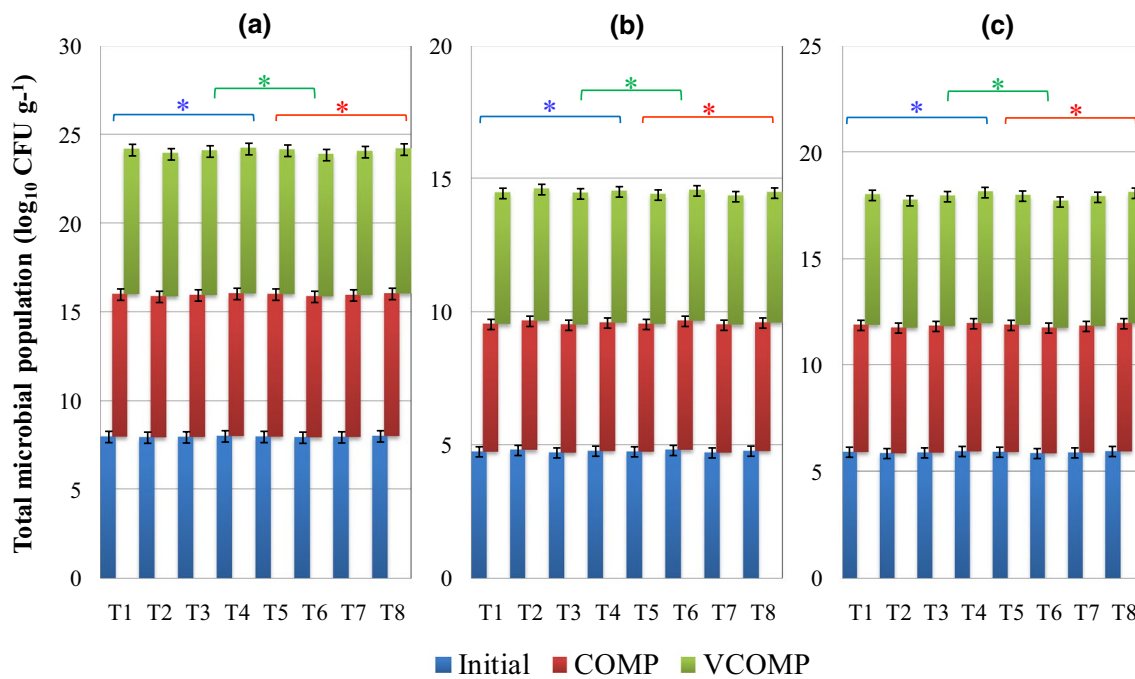 (a) (b) (c)
Total microbial population (log₁₀ CFU g-¹)
30
25
20
15
10
5
0
* * *
T1 T2 T3 T4 T5 T6 T7 T8
20
15
10
5
0
* * *
T1 T2 T3 T4 T5 T6 T7 T8
25
20
15
10
5
0
* * *
T1 T2 T3 T4 T5 T6 T7 T8
Initial COMP VCOMP